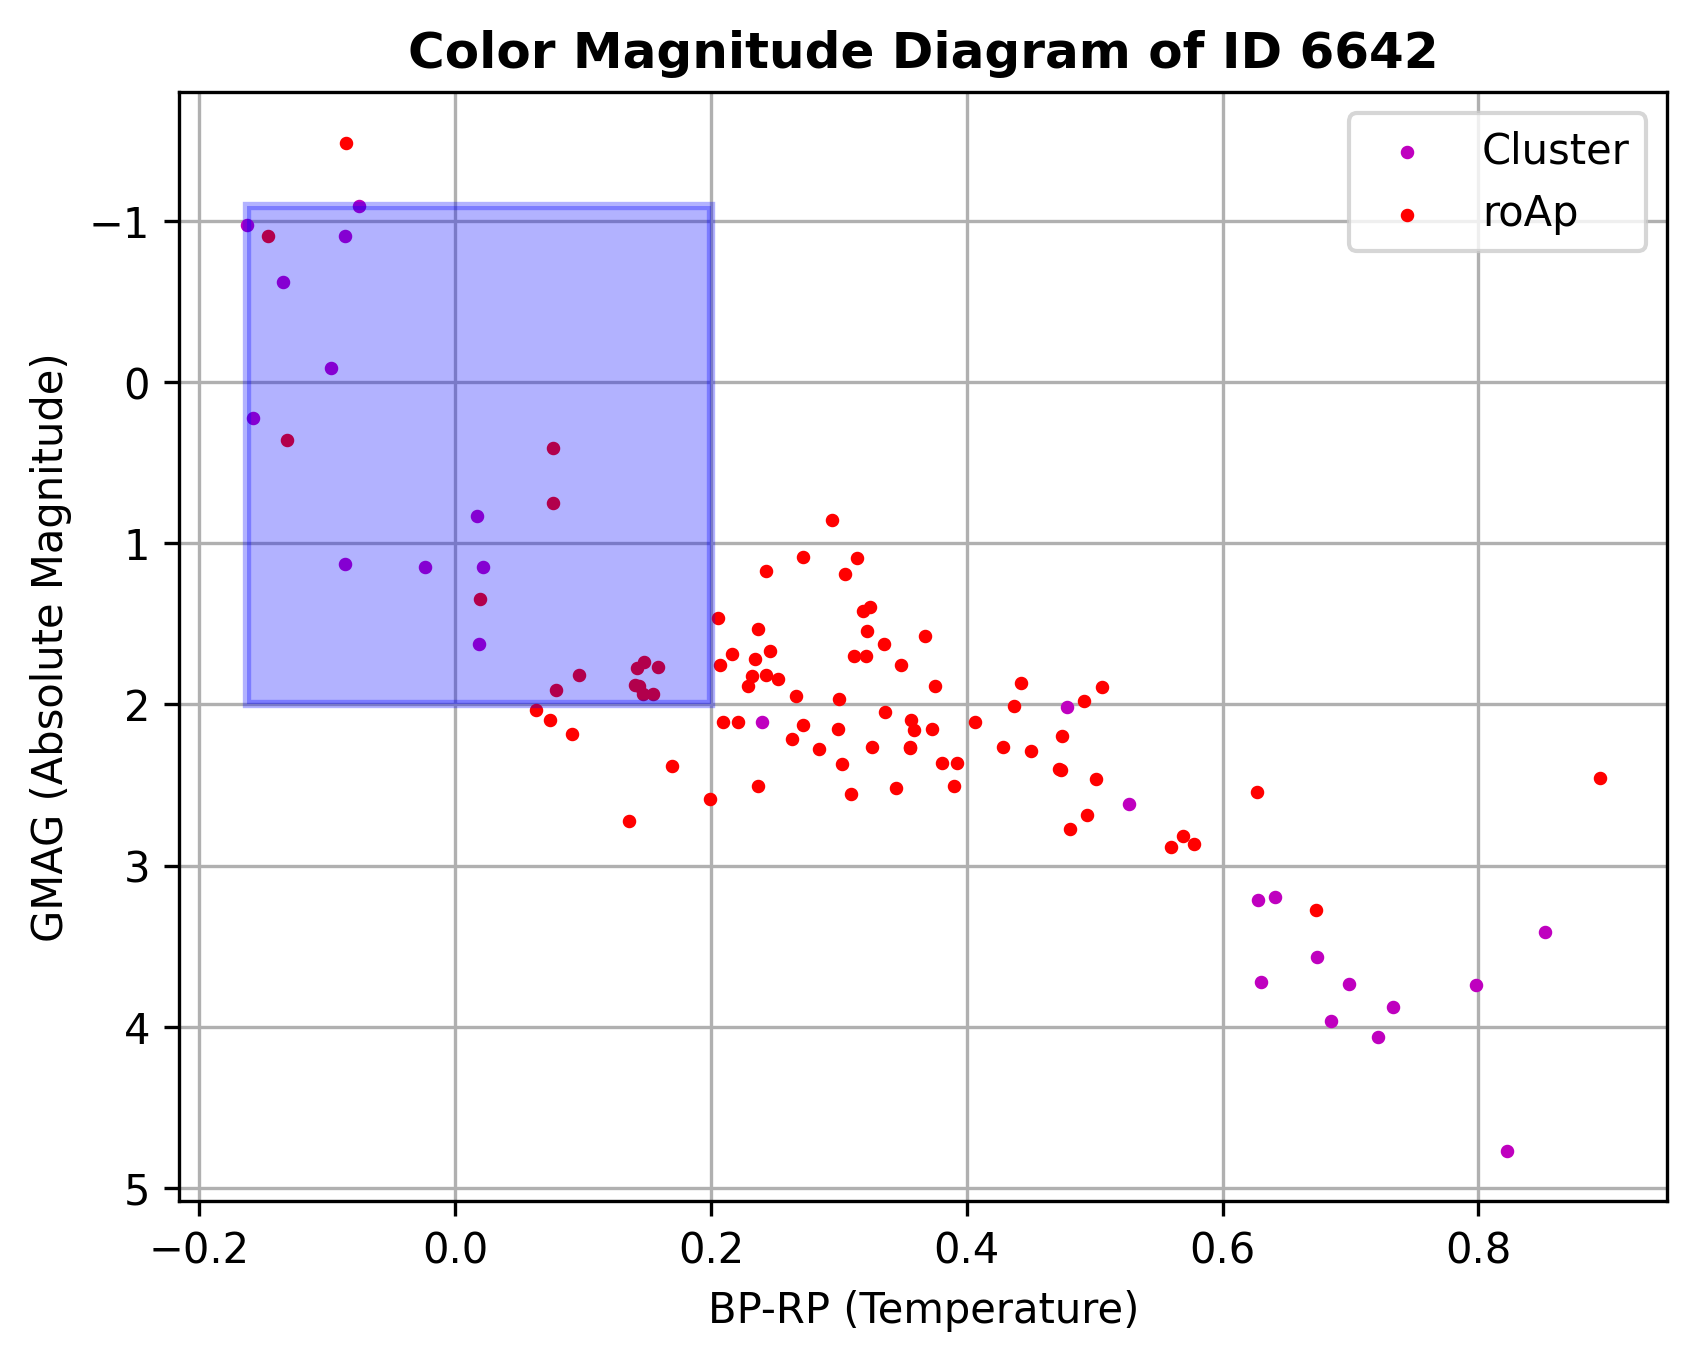 Color Magnitude Diagram of ID 6642
Cluster
roAp
−1
0
1
2
3
4
5
GMAG (Absolute Magnitude)
−0.2 0.0 0.2 0.4 0.6 0.8
BP-RP (Temperature)